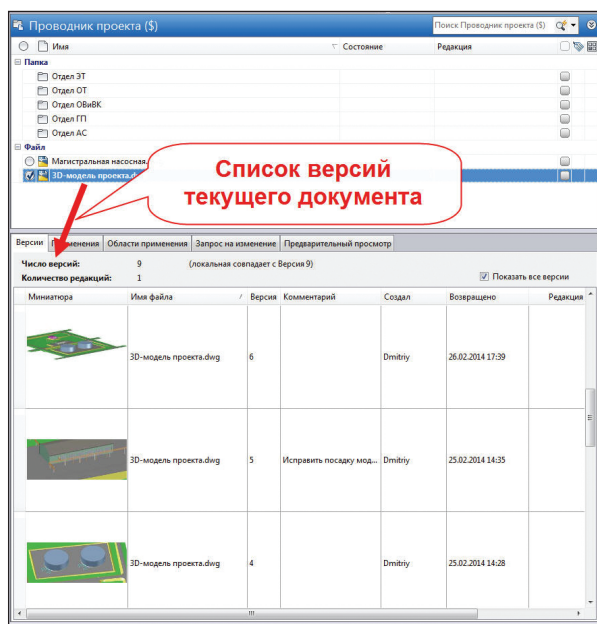 Проводник проекта ($)
Поиск Проводник проекта ($)
Имя Состояние Редакция
Папка
Отдел ЭТ
Отдел ОТ
Отдел ОВиВК
Отдел ГП
Отдел АС
Файл
Магистральная насосная.
3D-модель проекта.d
Список версий
текущего документа
Версии Применения Области применения Запрос на изменение Предварительный просмотр
Число версий: 9 (локальная совпадает с Версия 9)
Количество редакций: 1 Показать все версии
Миниатюра Имя файла / Версия Комментарий Создал Возвращено Редакция
3D-модель проекта.dwg 6 Dmitriy 26.02.2014 17:39
3D-модель проекта.dwg 5 Исправить посадку мод... Dmitriy 25.02.2014 14:35
3D-модель проекта.dwg 4 Dmitriy 25.02.2014 14:28